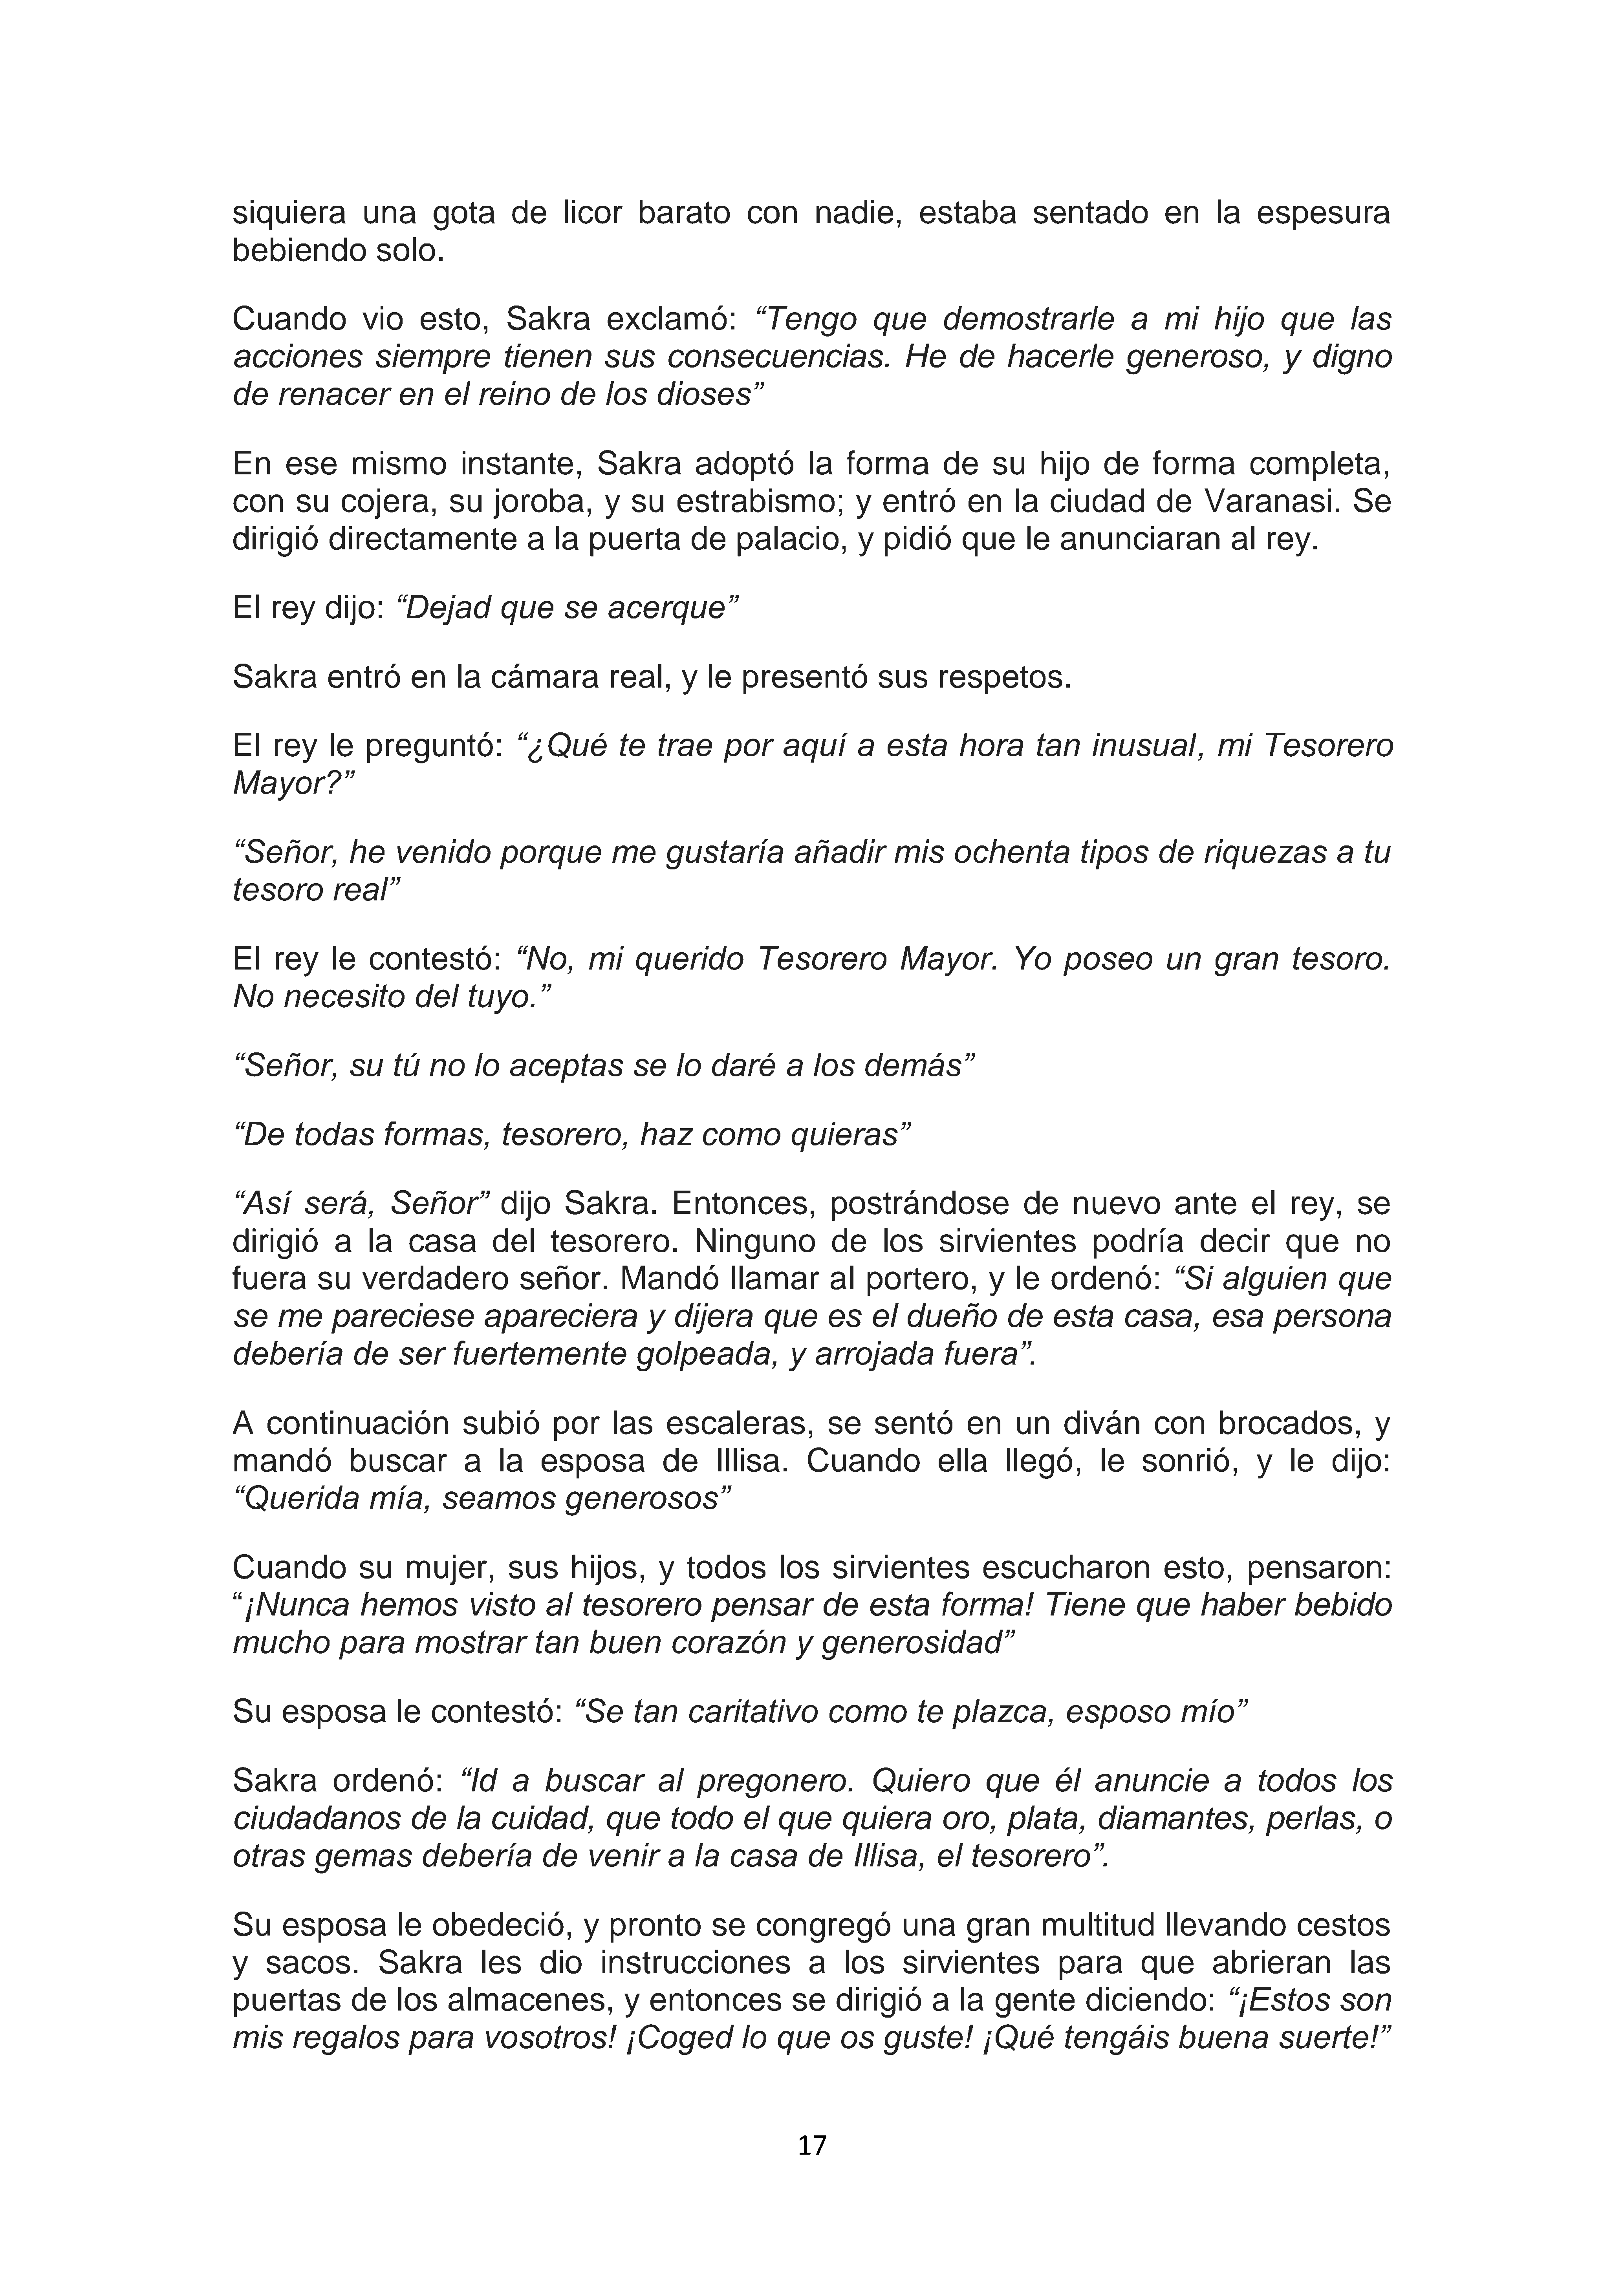 siquiera una gota de licor barato con nadie, estaba sentado en la espesura
bebiendo solo.
Cuando vio esto, Sakra exclamó: “Tengo que demostrarle a mi hijo que las
acciones siempre tienen sus consecuencias. He de hacerle generoso, y digno
de renacer en el reino de los dioses”
En ese mismo instante, Sakra adoptó la forma de su hijo de forma completa,
con su cojera, su joroba, y su estrabismo; y entró en la ciudad de Varanasi. Se
dirigió directamente a la puerta de palacio, y pidió que le anunciaran al rey.
El rey dijo: “Dejad que se acerque”
Sakra entró en la cámara real, y le presentó sus respetos.
El rey le preguntó: “¿Qué te trae por aquí a esta hora tan inusual, mi Tesorero
Mayor?”
“Señor, he venido porque me gustaría añadir mis ochenta tipos de riquezas a tu
tesoro real”
El rey le contestó: “No, mi querido Tesorero Mayor. Yo poseo un gran tesoro.
No necesito del tuyo.”
“Señor, su tú no lo aceptas se lo daré a los demás”
“De todas formas, tesorero, haz como quieras”
“Así será, Señor” dijo Sakra. Entonces, postrándose de nuevo ante el rey, se
dirigió a la casa del tesorero. Ninguno de los sirvientes podría decir que no
fuera su verdadero señor. Mandó llamar al portero, y le ordenó: “Si alguien que
se me pareciese apareciera y dijera que es el dueño de esta casa, esa persona
debería de ser fuertemente golpeada, y arrojada fuera”.
A continuación subió por las escaleras, se sentó en un diván con brocados, y
mandó buscar a la esposa de Illisa. Cuando ella llegó, le sonrió, y le dijo:
“Querida mía, seamos generosos”
Cuando su mujer, sus hijos, y todos los sirvientes escucharon esto, pensaron:
“¡Nunca hemos visto al tesorero pensar de esta forma! Tiene que haber bebido
mucho para mostrar tan buen corazón y generosidad”
Su esposa le contestó: “Se tan caritativo como te plazca, esposo mío”
Sakra ordenó: “Id a buscar al pregonero. Quiero que él anuncie a todos los
ciudadanos de la cuidad, que todo el que quiera oro, plata, diamantes, perlas, o
otras gemas debería de venir a la casa de Illisa, el tesorero”.
Su esposa le obedeció, y pronto se congregó una gran multitud llevando cestos
y sacos. Sakra les dio instrucciones a los sirvientes para que abrieran las
puertas de los almacenes, y entonces se dirigió a la gente diciendo: “¡Estos son
mis regalos para vosotros! ¡Coged lo que os guste! ¡Qué tengáis buena suerte!”
17